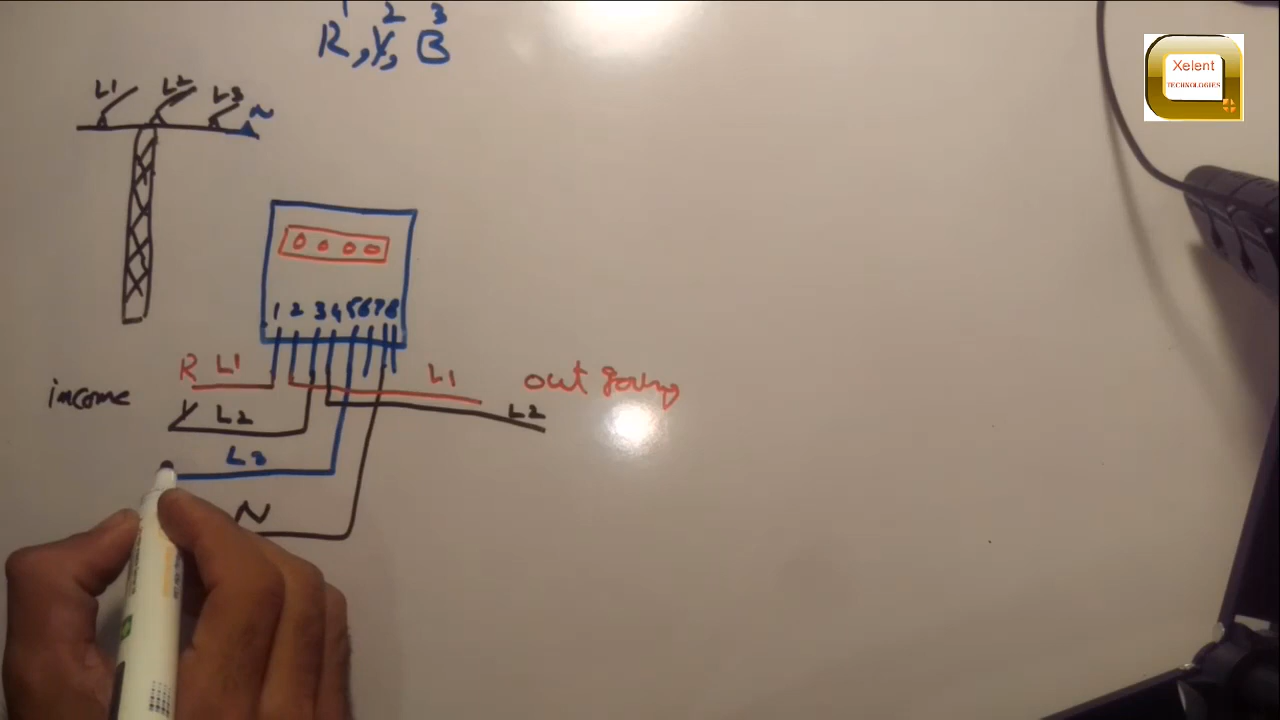 1 2 3
R, Y, B
Xelent
TECHNOLOGIES
L1 L2 L3 N
0 0 0 0
1 2 3 4 5 6 7 8
R L1
L1
out going
income
Y L2
L2
L3
N